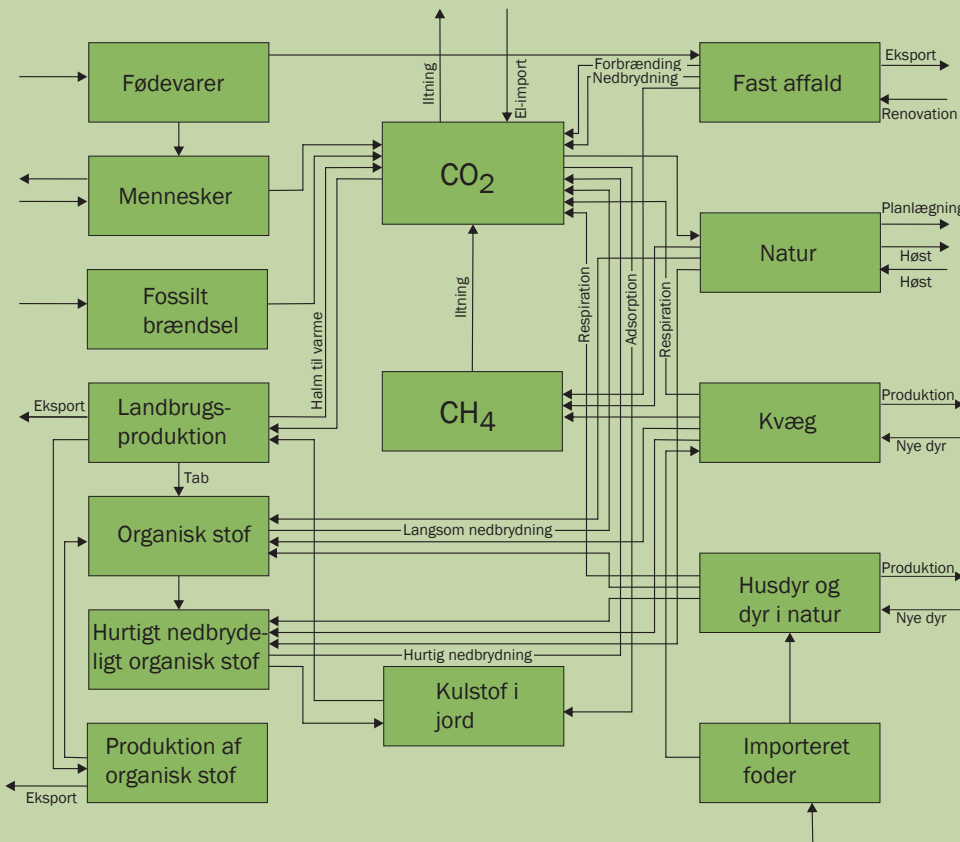 Iltning
El-import
Fødevarer
Forbrænding
Nedbrydning
Fast affald
Eksport
Renovation
CO2
Mennesker
Natur
Planlægning
Høst
Høst
Fossilt
brændsel
Halm til varme
Iltning
Respiration
Adsorption
Respiration
CH4
Eksport
Landbrugs-
produktion
Tab
Kvæg
Produktion
Nye dyr
Organisk stof
Langsom nedbrydning
Husdyr og
dyr i natur
Produktion
Nye dyr
Hurtigt nedbryde-
ligt organisk stof
Hurtig nedbrydning
Kulstof i
jord
Produktion af
organisk stof
Eksport
Importeret
foder